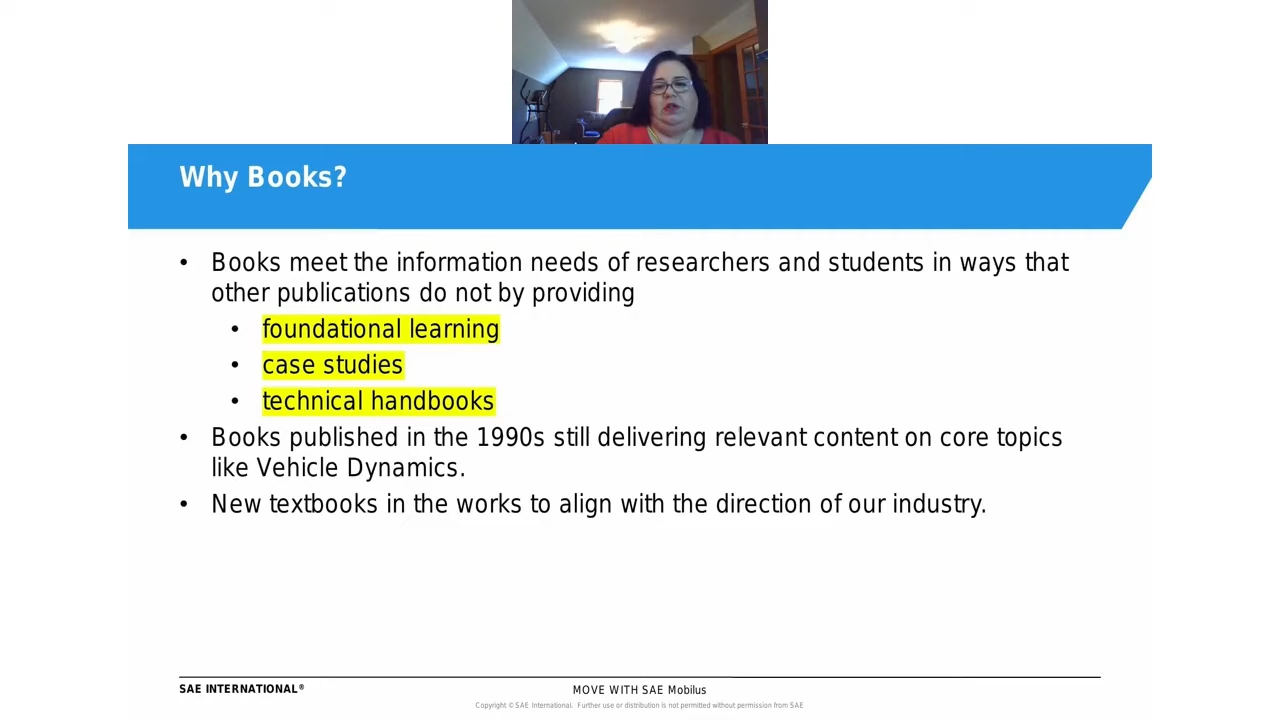 Why Books?
• Books meet the information needs of researchers and students in ways that
other publications do not by providing
• foundational learning
• case studies
• technical handbooks
• Books published in the 1990s still delivering relevant content on core topics
like Vehicle Dynamics.
• New textbooks in the works to align with the direction of our industry.
SAE INTERNATIONAL®
MOVE WITH SAE Mobilus
Copyright © SAE International. Further use or distribution is not permitted without permission from SAE